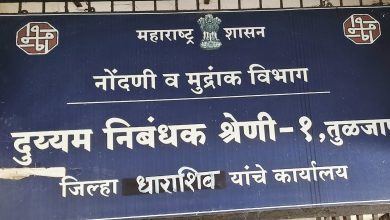 महाराष्ट्र शासन
नोंदणी व मुद्रांक विभाग
दुय्यम निबंधक श्रेणी-१, तुळजाप
जिल्हा धाराशिव यांचे कार्यालय